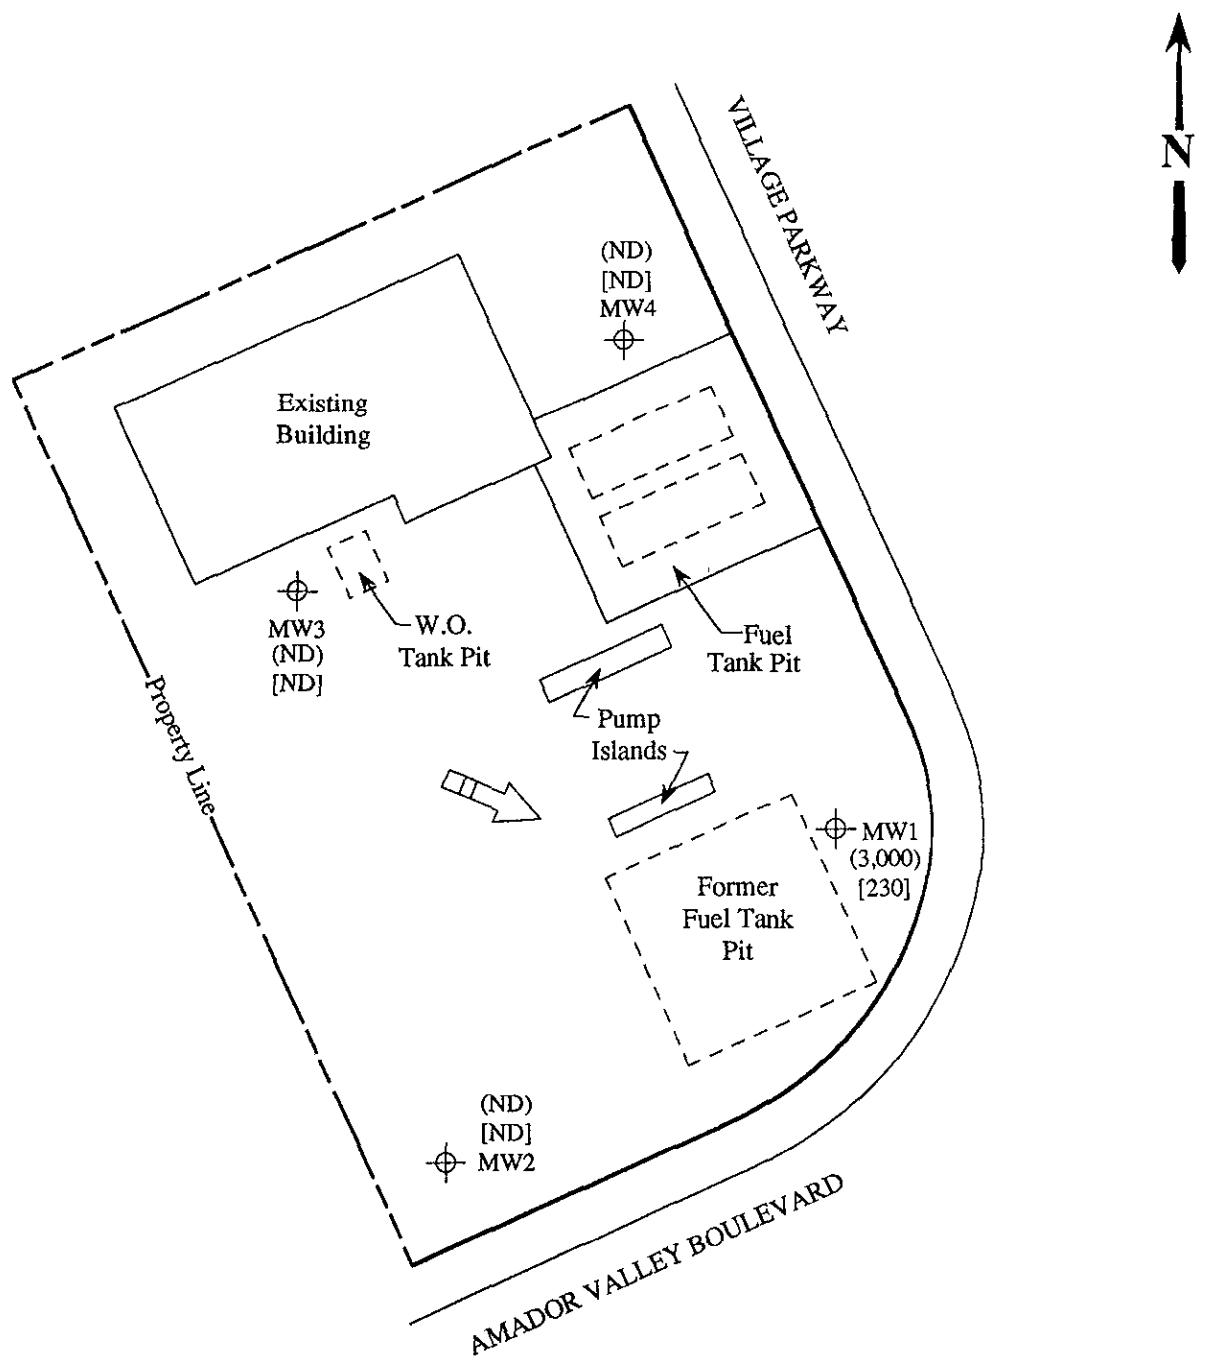 N
VILLAGE PARKWAY
(ND)
[ND]
MW4
Existing
Building
MW3
(ND)
[ND]
W.O.
Tank Pit
Fuel
Tank Pit
Property Line
Pump
Islands
MW1
(3,000)
[230]
Former
Fuel Tank
Pit
(ND)
[ND]
MW2
AMADOR VALLEY BOULEVARD